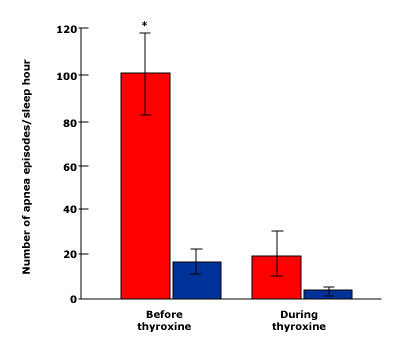 *
120
100
80
60
40
20
0
Number of apnea episodes/sleep hour
Before
thyroxine
During
thyroxine